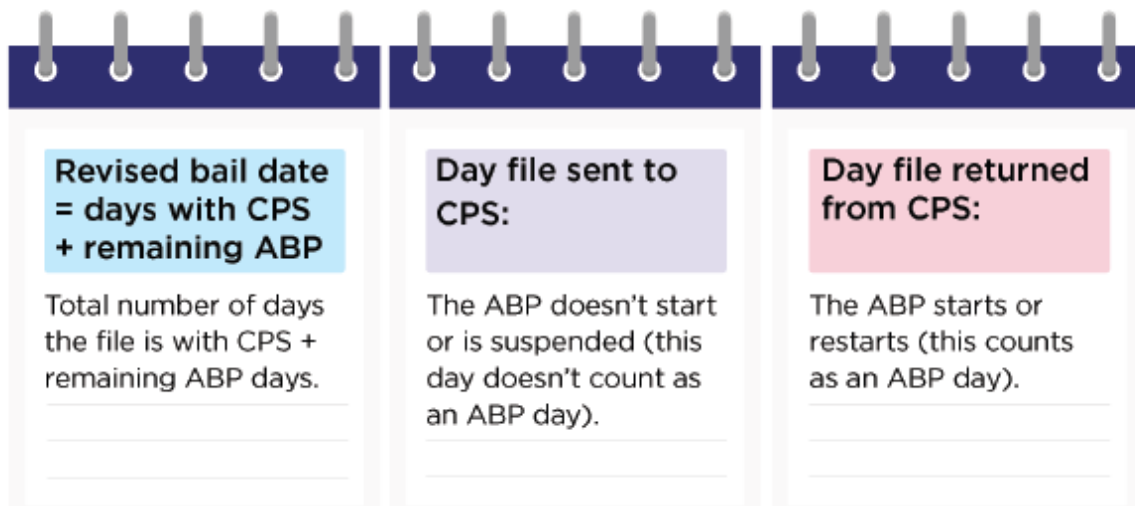 Revised bail date
= days with CPS
+ remaining ABP
Total number of days
the file is with CPS +
remaining ABP days.
Day file sent to
CPS:
The ABP doesn’t start
or is suspended (this
day doesn’t count as
an ABP day).
Day file returned
from CPS:
The ABP starts or
restarts (this counts
as an ABP day).